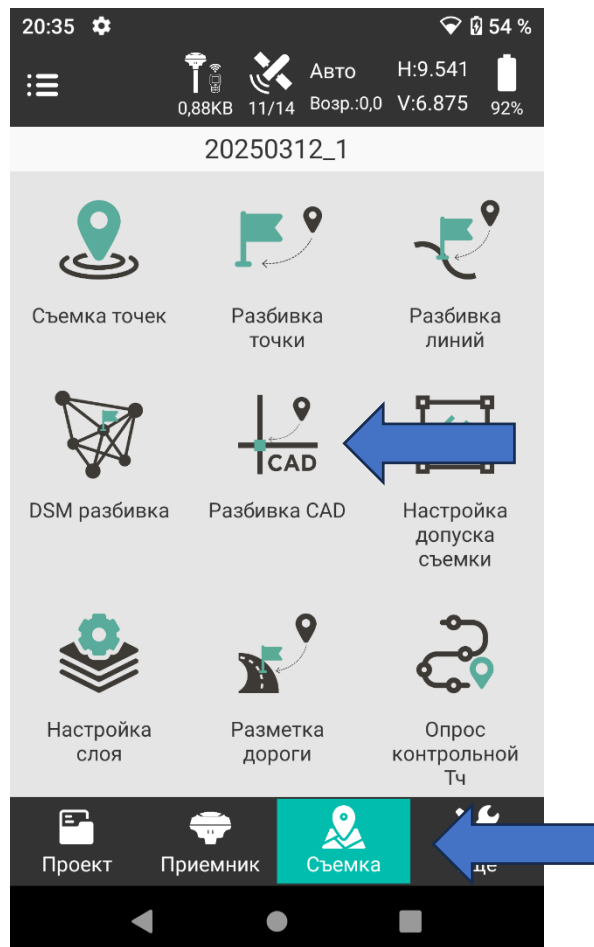 20:35 54 %
Авто H:9.541
0,88KB 11/14 Возр.:0,0 V:6.875 92%
20250312_1
Съемка точек
Разбивка
точки
Разбивка
линий
CAD
DSM разбивка
Разбивка CAD
Настройка
допуска
съемки
Настройка
слоя
Разметка
дороги
Опрос
контрольной
Тч
Проект Приемник Съемка